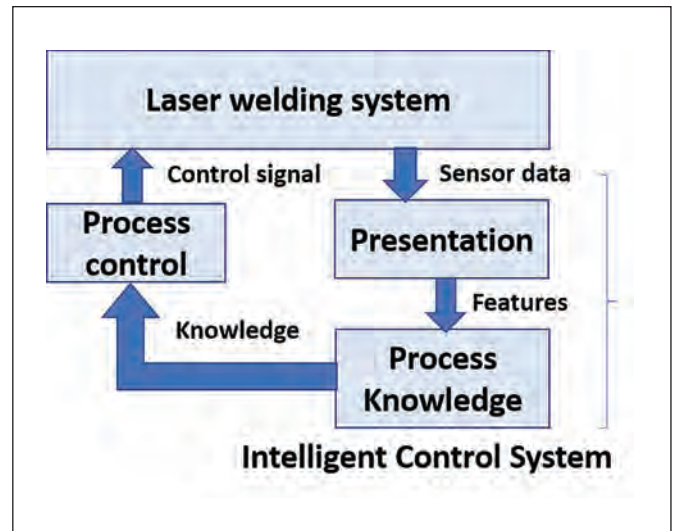 Laser welding system
Control signal
Sensor data
Process
control
Presentation
Features
Knowledge
Process
Knowledge
Intelligent Control System